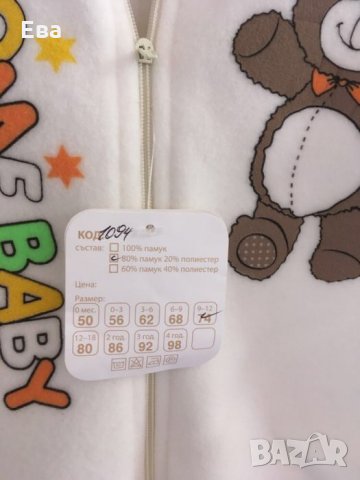 Ева
OME BABY
КОД 1094
състав: 100% памук
80% памук 20% полиестер
60% памук 40% полиестер
Цена:
Размер:
0 мес. 0–3 3–6 6–9 9–12
50 56 62 68 74
12–18 2 год. 3 год. 4 год.
80 86 92 98
BAZAR